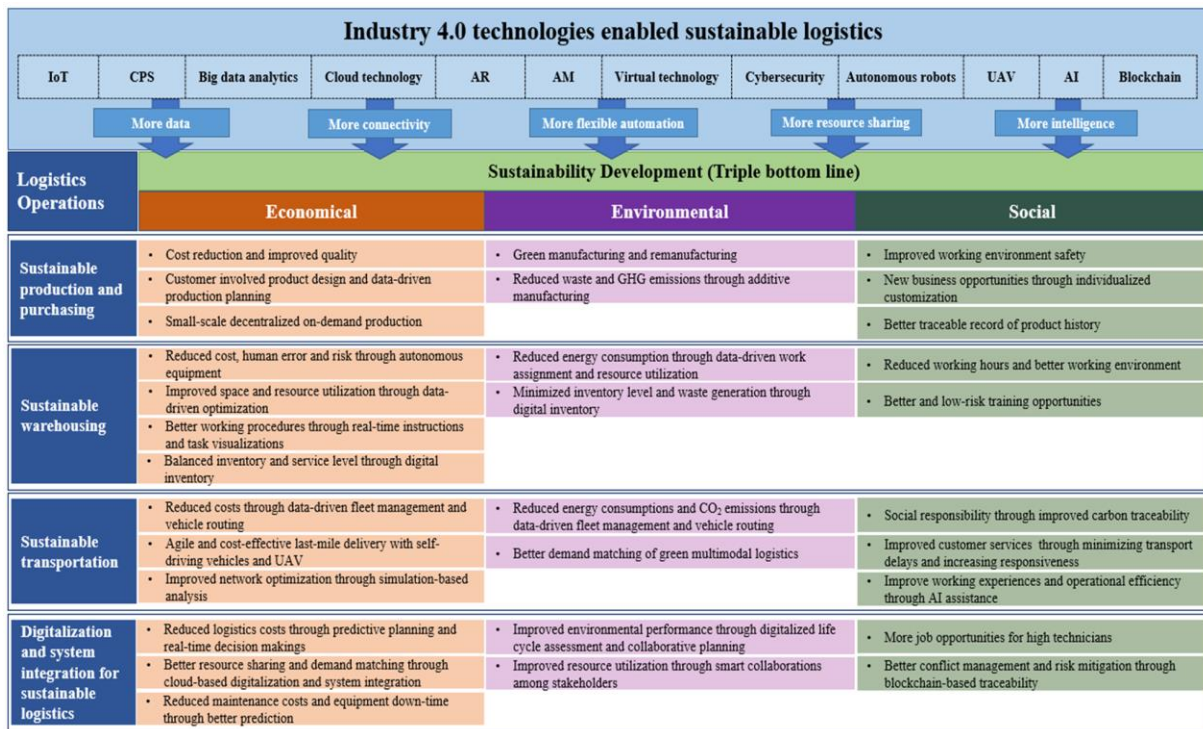 Industry 4.0 technologies enabled sustainable logistics
IoT
CPS
Big data analytics
Cloud technology
AR
AM
Virtual technology
Cybersecurity
Autonomous robots
UAV
AI
Blockchain
More data
More connectivity
More flexible automation
More resource sharing
More intelligence
Logistics
Operations
Sustainability Development (Triple bottom line)
Economical
Environmental
Social
Sustainable
production and
purchasing
• Cost reduction and improved quality
• Customer involved product design and data-driven
production planning
• Small-scale decentralized on-demand production
• Green manufacturing and remanufacturing
• Reduced waste and GHG emissions through additive
manufacturing
• Improved working environment safety
• New business opportunities through individualized
customization
• Better traceable record of product history
Sustainable
warehousing
• Reduced cost, human error and risk through autonomous
equipment
• Improved space and resource utilization through data-
driven optimization
• Better working procedures through real-time instructions
and task visualizations
• Balanced inventory and service level through digital
inventory
• Reduced energy consumption through data-driven work
assignment and resource utilization
• Minimized inventory level and waste generation through
digital inventory
• Reduced working hours and better working environment
• Better and low-risk training opportunities
Sustainable
transportation
• Reduced costs through data-driven fleet management and
vehicle routing
• Agile and cost-effective last-mile delivery with self-
driving vehicles and UAV
• Improved network optimization through simulation-based
analysis
• Reduced energy consumptions and CO₂ emissions through
data-driven fleet management and vehicle routing
• Better demand matching of green multimodal logistics
• Social responsibility through improved carbon traceability
• Improved customer services through minimizing transport
delays and increasing responsiveness
• Improve working experiences and operational efficiency
through AI assistance
Digitalization
and system
integration for
sustainable
logistics
• Reduced logistics costs through predictive planning and
real-time decision makings
• Better resource sharing and demand matching through
cloud-based digitalization and system integration
• Reduced maintenance costs and equipment down-time
through better prediction
• Improved environmental performance through digitalized life
cycle assessment and collaborative planning
• Improved resource utilization through smart collaborations
among stakeholders
• More job opportunities for high technicians
• Better conflict management and risk mitigation through
blockchain-based traceability